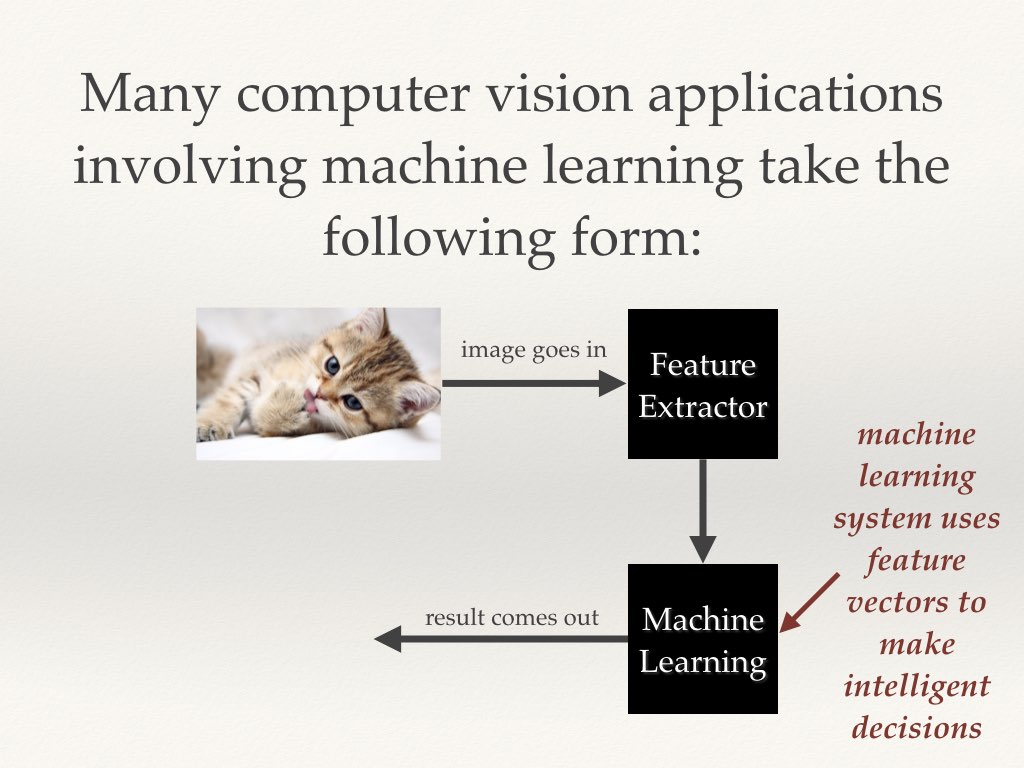 Many computer vision applications
involving machine learning take the
following form:
image goes in
Feature
Extractor
machine
learning
system uses
feature
vectors to
make
intelligent
decisions
result comes out
Machine
Learning